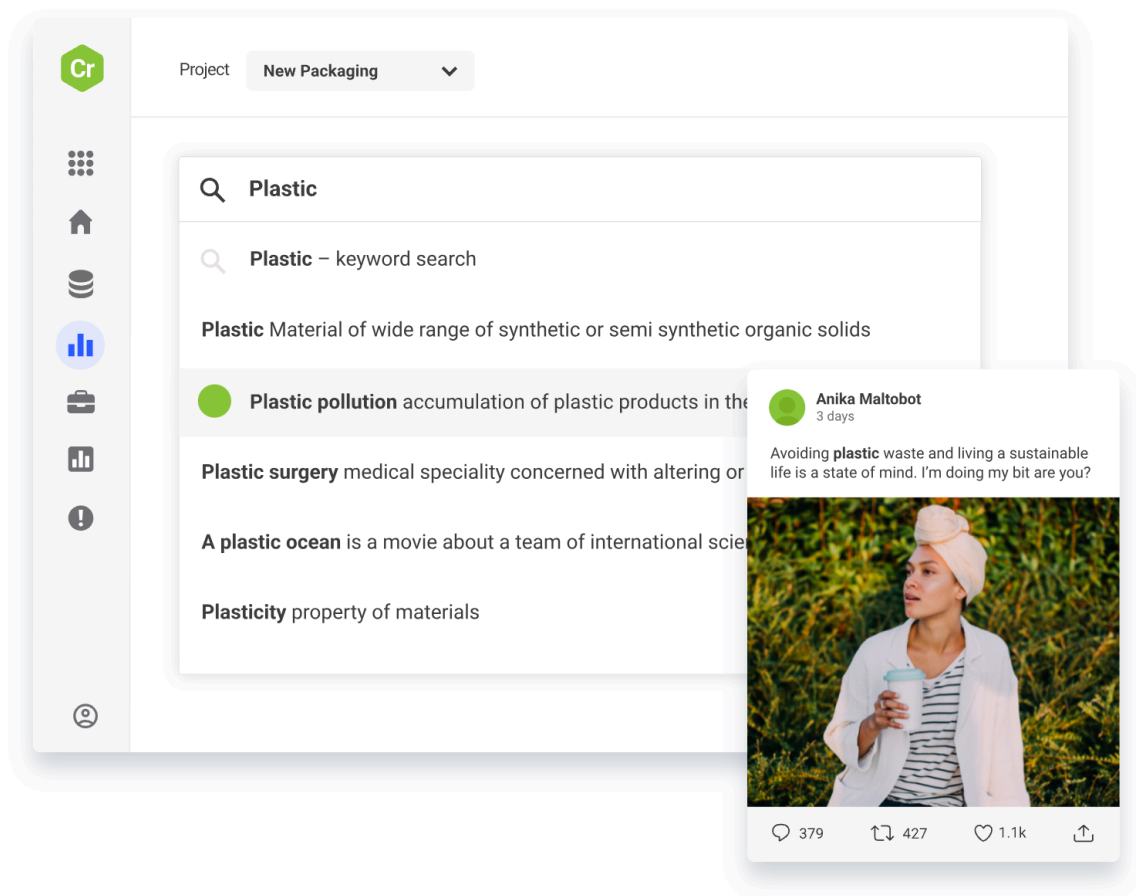 Cr
Project
New Packaging
Plastic
Plastic – keyword search
Plastic Material of wide range of synthetic or semi synthetic organic solids
Plastic pollution accumulation of plastic products in the
Plastic surgery medical speciality concerned with altering or
A plastic ocean is a movie about a team of international
Plasticity property of materials
Anika Maltobot
3 days
Avoiding plastic waste and living a sustainable
life is a state of mind. I'm doing my bit are you?
379
427
1.1k